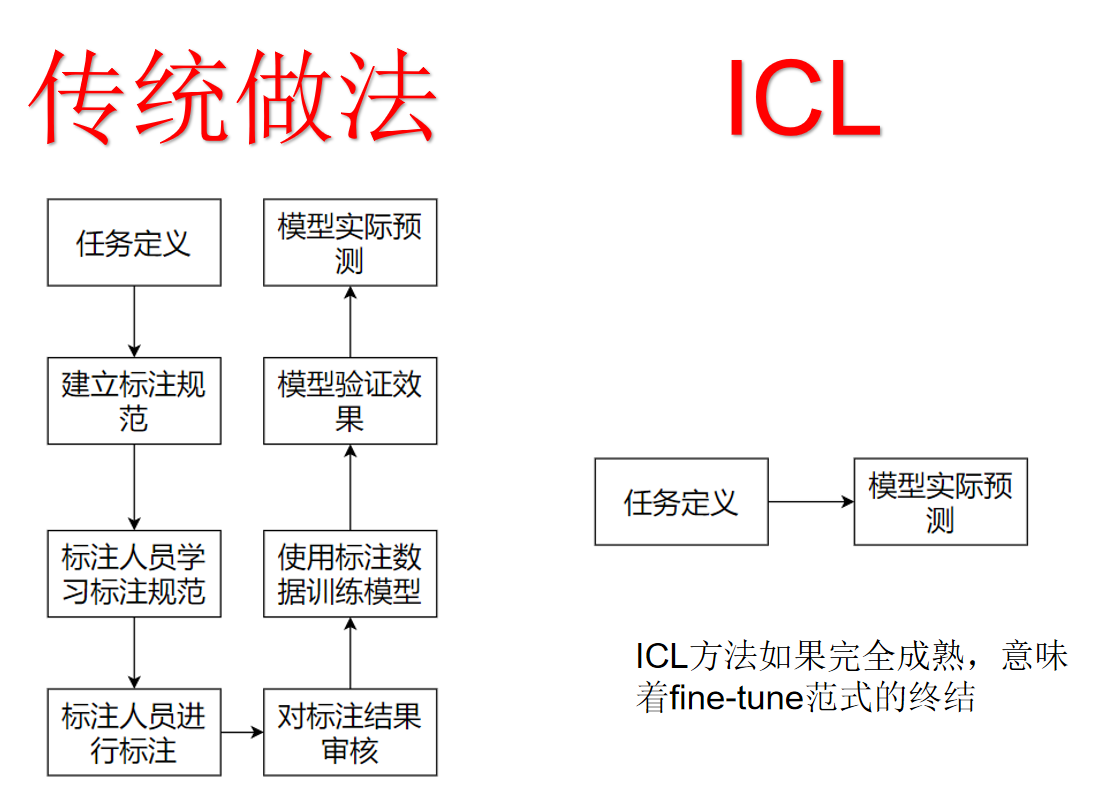 传统做法
ICL
任务定义
建立标注规
范
标注人员学
习标注规范
标注人员进
行标注
对标注结果
审核
使用标注数
据训练模型
模型验证效
果
模型实际预
测
任务定义
模型实际预
测
ICL方法如果完全成熟，意味
着fine-tune范式的终结